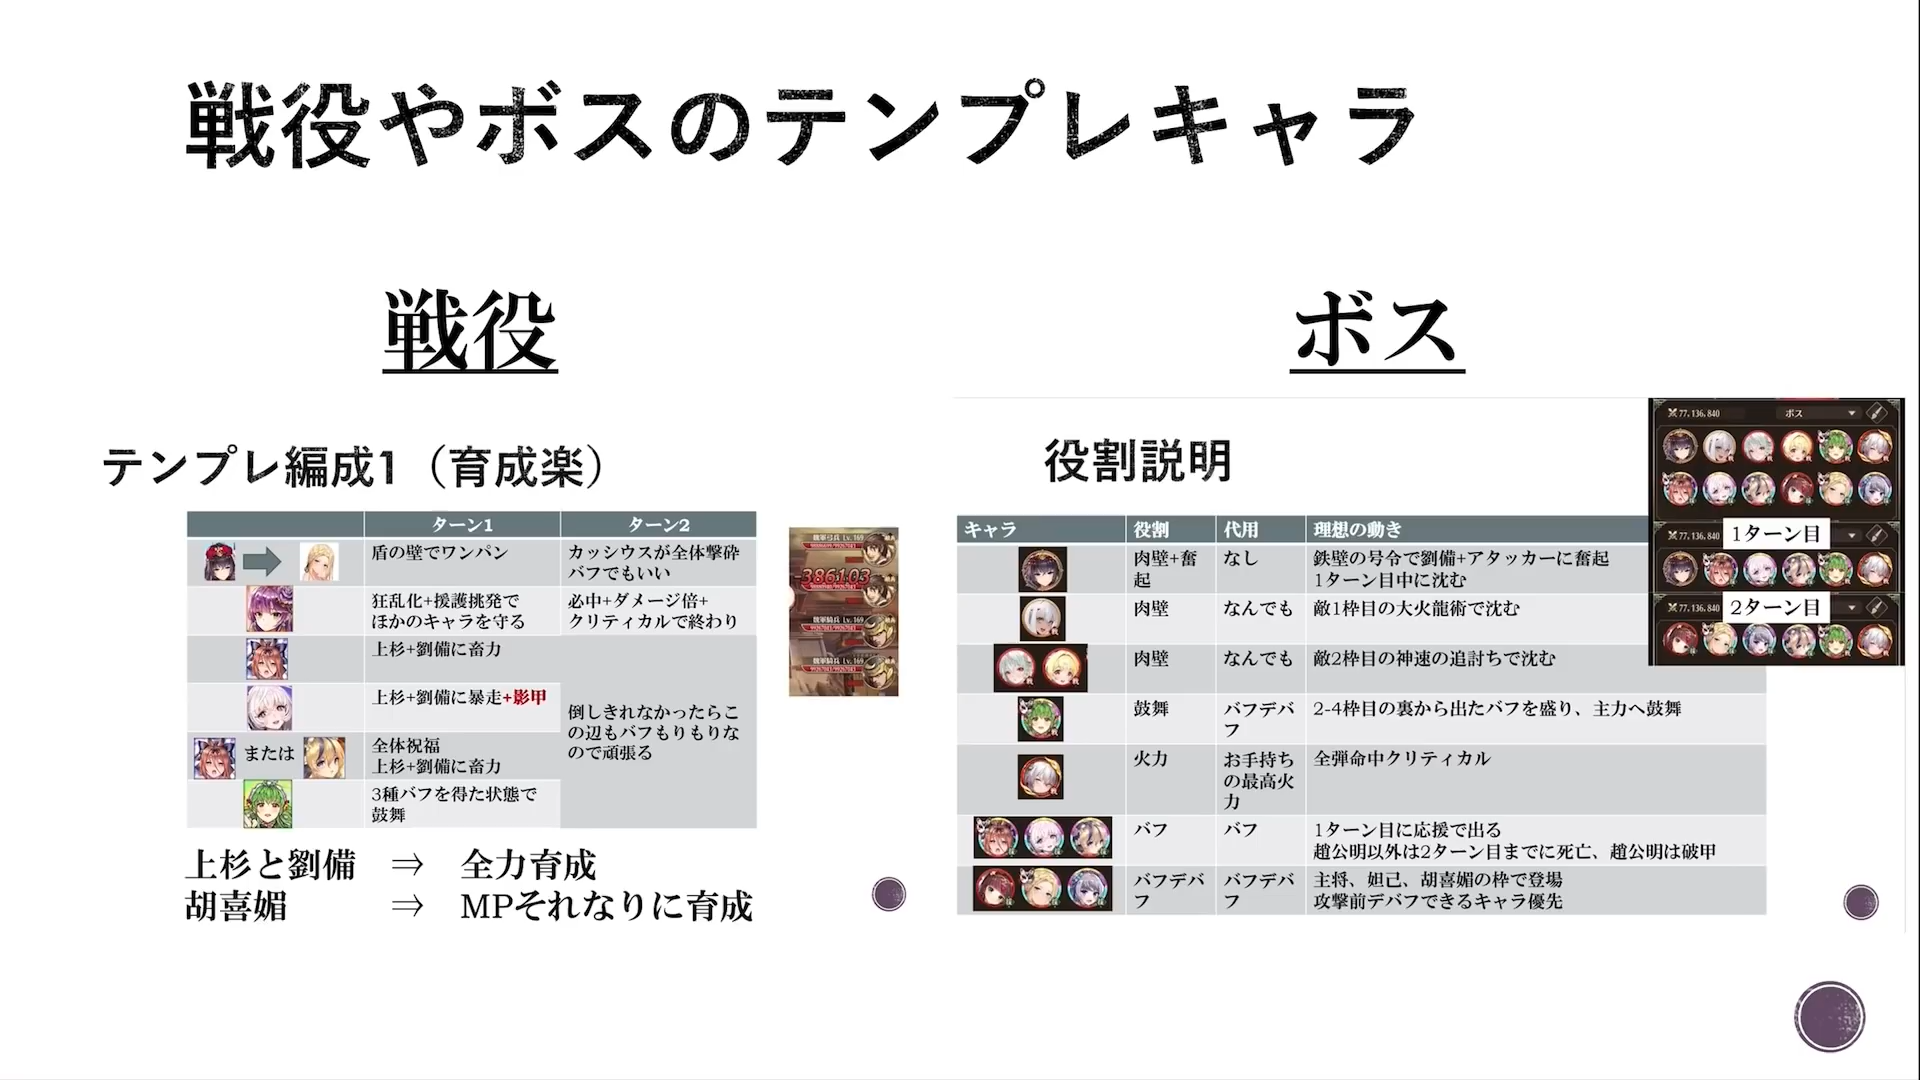 戦役やボスのテンプレキャラ
戦役
テンプレ編成1（育成楽）
ターン1 ターン2
盾の壁でワンパン
カッシウスが全体撃砕
バフでもいい
狂乱化+援護挑発で
ほかのキャラを守る
必中+ダメージ倍+
クリティカルで終わり
上杉+劉備に畜力
上杉+劉備に暴走+影甲
倒しきれなかったらこ
の辺もバフもりもりな
ので頑張る
または
全体祝福
上杉+劉備に畜力
3種バフを得た状態で
鼓舞
-386103
上杉と劉備 ⇒ 全力育成
胡喜媚 ⇒ MPそれなりに育成
ボス
役割説明
キャラ 役割 代用 理想の動き
肉壁+奮
起
なし
鉄壁の号令で劉備+アタッカーに奮起
1ターン目中に沈む
肉壁 なんでも 敵1枠目の大火龍術で沈む
肉壁 なんでも 敵2枠目の神速の追討ちで沈む
鼓舞
バフデバ
フ
2-4枠目の裏から出たバフを盛り、主力へ鼓舞
火力
お手持ち
の最高火
力
全弾命中クリティカル
バフ バフ
1ターン目に応援で出る
趙公明以外は2ターン目までに死亡、趙公明は破甲
バフデバ
フ
バフデバ
フ
主将、妲己、胡喜媚の枠で登場
攻撃前デバフできるキャラ優先
77,136,840 ボス
77,136,840 1ターン目
77,136,840 2ターン目